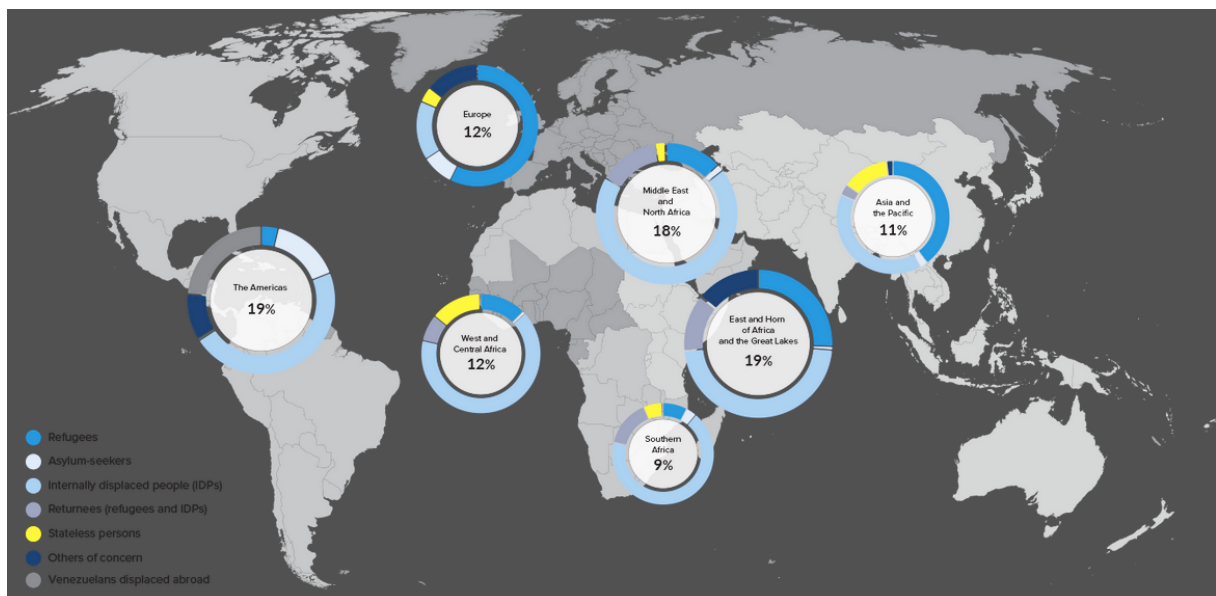 Europe
12%
Middle East
and
North Africa
18%
Asia and
the Pacific
11%
The Americas
19%
West and
Central Africa
12%
East and Horn
of Africa
and the Great Lakes
19%
Southern
Africa
9%
Refugees
Asylum-seekers
Internally displaced people (IDPs)
Returnees (refugees and IDPs)
Stateless persons
Others of concern
Venezuelans displaced abroad